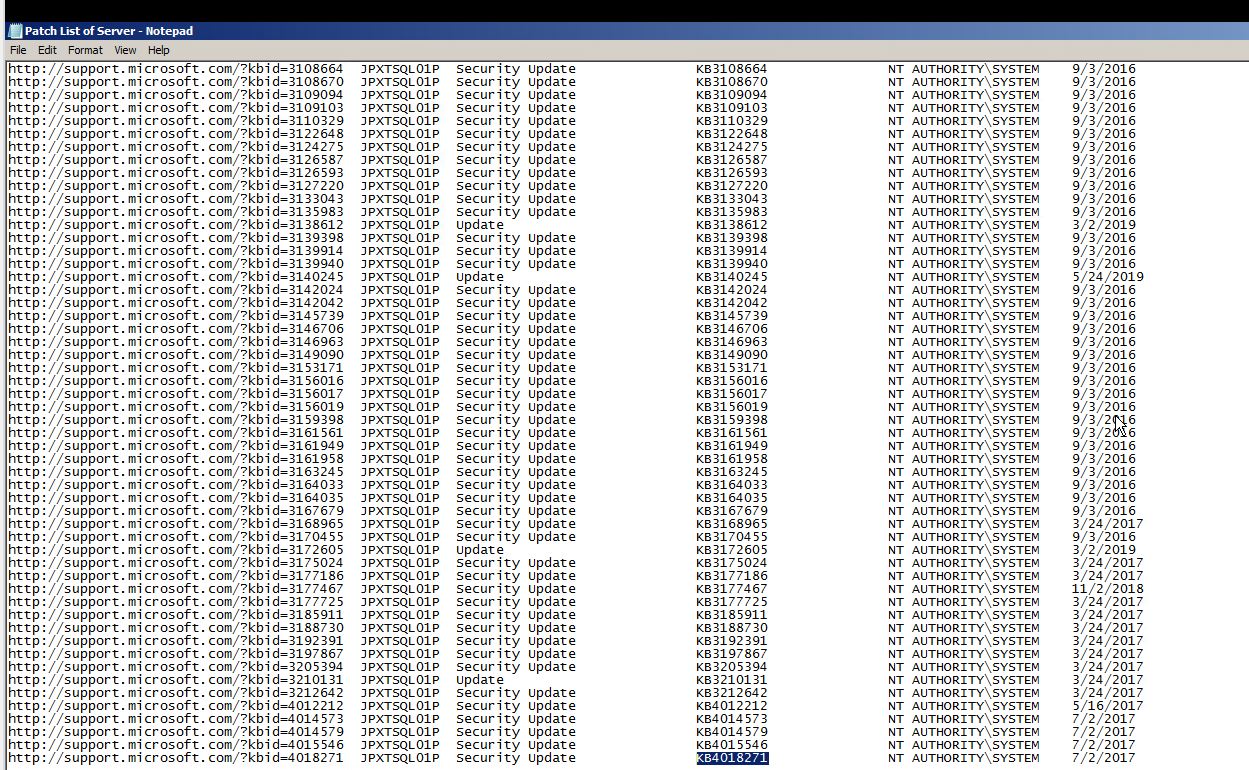 Patch List of Server - Notepad
File Edit Format View Help
http://support.microsoft.com/?kbid=3108664 JPXTSQL01P Security Update KB3108664 NT AUTHORITY\SYSTEM 9/3/2016
http://support.microsoft.com/?kbid=3108670 JPXTSQL01P Security Update KB3108670 NT AUTHORITY\SYSTEM 9/3/2016
http://support.microsoft.com/?kbid=3109094 JPXTSQL01P Security Update KB3109094 NT AUTHORITY\SYSTEM 9/3/2016
http://support.microsoft.com/?kbid=3109103 JPXTSQL01P Security Update KB3109103 NT AUTHORITY\SYSTEM 9/3/2016
http://support.microsoft.com/?kbid=3110329 JPXTSQL01P Security Update KB3110329 NT AUTHORITY\SYSTEM 9/3/2016
http://support.microsoft.com/?kbid=3122648 JPXTSQL01P Security Update KB3122648 NT AUTHORITY\SYSTEM 9/3/2016
http://support.microsoft.com/?kbid=3124275 JPXTSQL01P Security Update KB3124275 NT AUTHORITY\SYSTEM 9/3/2016
http://support.microsoft.com/?kbid=3126587 JPXTSQL01P Security Update KB3126587 NT AUTHORITY\SYSTEM 9/3/2016
http://support.microsoft.com/?kbid=3126593 JPXTSQL01P Security Update KB3126593 NT AUTHORITY\SYSTEM 9/3/2016
http://support.microsoft.com/?kbid=3127220 JPXTSQL01P Security Update KB3127220 NT AUTHORITY\SYSTEM 9/3/2016
http://support.microsoft.com/?kbid=3133043 JPXTSQL01P Security Update KB3133043 NT AUTHORITY\SYSTEM 9/3/2016
http://support.microsoft.com/?kbid=3135983 JPXTSQL01P Security Update KB3135983 NT AUTHORITY\SYSTEM 9/3/2016
http://support.microsoft.com/?kbid=3138612 JPXTSQL01P Update KB3138612 NT AUTHORITY\SYSTEM 3/2/2019
http://support.microsoft.com/?kbid=3139398 JPXTSQL01P Security Update KB3139398 NT AUTHORITY\SYSTEM 9/3/2016
http://support.microsoft.com/?kbid=3139914 JPXTSQL01P Security Update KB3139914 NT AUTHORITY\SYSTEM 9/3/2016
http://support.microsoft.com/?kbid=3139940 JPXTSQL01P Security Update KB3139940 NT AUTHORITY\SYSTEM 9/3/2016
http://support.microsoft.com/?kbid=3140245 JPXTSQL01P Update KB3140245 NT AUTHORITY\SYSTEM 5/24/2019
http://support.microsoft.com/?kbid=3142024 JPXTSQL01P Security Update KB3142024 NT AUTHORITY\SYSTEM 9/3/2016
http://support.microsoft.com/?kbid=3142042 JPXTSQL01P Security Update KB3142042 NT AUTHORITY\SYSTEM 9/3/2016
http://support.microsoft.com/?kbid=3145739 JPXTSQL01P Security Update KB3145739 NT AUTHORITY\SYSTEM 9/3/2016
http://support.microsoft.com/?kbid=3146706 JPXTSQL01P Security Update KB3146706 NT AUTHORITY\SYSTEM 9/3/2016
http://support.microsoft.com/?kbid=3146963 JPXTSQL01P Security Update KB3146963 NT AUTHORITY\SYSTEM 9/3/2016
http://support.microsoft.com/?kbid=3149090 JPXTSQL01P Security Update KB3149090 NT AUTHORITY\SYSTEM 9/3/2016
http://support.microsoft.com/?kbid=3153171 JPXTSQL01P Security Update KB3153171 NT AUTHORITY\SYSTEM 9/3/2016
http://support.microsoft.com/?kbid=3156016 JPXTSQL01P Security Update KB3156016 NT AUTHORITY\SYSTEM 9/3/2016
http://support.microsoft.com/?kbid=3156017 JPXTSQL01P Security Update KB3156017 NT AUTHORITY\SYSTEM 9/3/2016
http://support.microsoft.com/?kbid=3156019 JPXTSQL01P Security Update KB3156019 NT AUTHORITY\SYSTEM 9/3/2016
http://support.microsoft.com/?kbid=3159398 JPXTSQL01P Security Update KB3159398 NT AUTHORITY\SYSTEM 9/3/2016
http://support.microsoft.com/?kbid=3161561 JPXTSQL01P Security Update KB3161561 NT AUTHORITY\SYSTEM 9/3/2016
http://support.microsoft.com/?kbid=3161949 JPXTSQL01P Security Update KB3161949 NT AUTHORITY\SYSTEM 9/3/2016
http://support.microsoft.com/?kbid=3161958 JPXTSQL01P Security Update KB3161958 NT AUTHORITY\SYSTEM 9/3/2016
http://support.microsoft.com/?kbid=3163245 JPXTSQL01P Security Update KB3163245 NT AUTHORITY\SYSTEM 9/3/2016
http://support.microsoft.com/?kbid=3164033 JPXTSQL01P Security Update KB3164033 NT AUTHORITY\SYSTEM 9/3/2016
http://support.microsoft.com/?kbid=3164035 JPXTSQL01P Security Update KB3164035 NT AUTHORITY\SYSTEM 9/3/2016
http://support.microsoft.com/?kbid=3167679 JPXTSQL01P Security Update KB3167679 NT AUTHORITY\SYSTEM 9/3/2016
http://support.microsoft.com/?kbid=3168965 JPXTSQL01P Security Update KB3168965 NT AUTHORITY\SYSTEM 3/24/2017
http://support.microsoft.com/?kbid=3170455 JPXTSQL01P Security Update KB3170455 NT AUTHORITY\SYSTEM 9/3/2016
http://support.microsoft.com/?kbid=3172605 JPXTSQL01P Update KB3172605 NT AUTHORITY\SYSTEM 3/2/2019
http://support.microsoft.com/?kbid=3175024 JPXTSQL01P Security Update KB3175024 NT AUTHORITY\SYSTEM 3/24/2017
http://support.microsoft.com/?kbid=3177186 JPXTSQL01P Security Update KB3177186 NT AUTHORITY\SYSTEM 3/24/2017
http://support.microsoft.com/?kbid=3177467 JPXTSQL01P Security Update KB3177467 NT AUTHORITY\SYSTEM 11/2/2018
http://support.microsoft.com/?kbid=3177725 JPXTSQL01P Security Update KB3177725 NT AUTHORITY\SYSTEM 3/24/2017
http://support.microsoft.com/?kbid=3185911 JPXTSQL01P Security Update KB3185911 NT AUTHORITY\SYSTEM 3/24/2017
http://support.microsoft.com/?kbid=3188730 JPXTSQL01P Security Update KB3188730 NT AUTHORITY\SYSTEM 3/24/2017
http://support.microsoft.com/?kbid=3192391 JPXTSQL01P Security Update KB3192391 NT AUTHORITY\SYSTEM 3/24/2017
http://support.microsoft.com/?kbid=3197867 JPXTSQL01P Security Update KB3197867 NT AUTHORITY\SYSTEM 3/24/2017
http://support.microsoft.com/?kbid=3205394 JPXTSQL01P Security Update KB3205394 NT AUTHORITY\SYSTEM 3/24/2017
http://support.microsoft.com/?kbid=3210131 JPXTSQL01P Update KB3210131 NT AUTHORITY\SYSTEM 3/24/2017
http://support.microsoft.com/?kbid=3212642 JPXTSQL01P Security Update KB3212642 NT AUTHORITY\SYSTEM 3/24/2017
http://support.microsoft.com/?kbid=4012212 JPXTSQL01P Security Update KB4012212 NT AUTHORITY\SYSTEM 5/16/2017
http://support.microsoft.com/?kbid=4014573 JPXTSQL01P Security Update KB4014573 NT AUTHORITY\SYSTEM 7/2/2017
http://support.microsoft.com/?kbid=4014579 JPXTSQL01P Security Update KB4014579 NT AUTHORITY\SYSTEM 7/2/2017
http://support.microsoft.com/?kbid=4015546 JPXTSQL01P Security Update KB4015546 NT AUTHORITY\SYSTEM 7/2/2017
http://support.microsoft.com/?kbid=4018271 JPXTSQL01P Security Update KB4018271 NT AUTHORITY\SYSTEM 7/2/2017